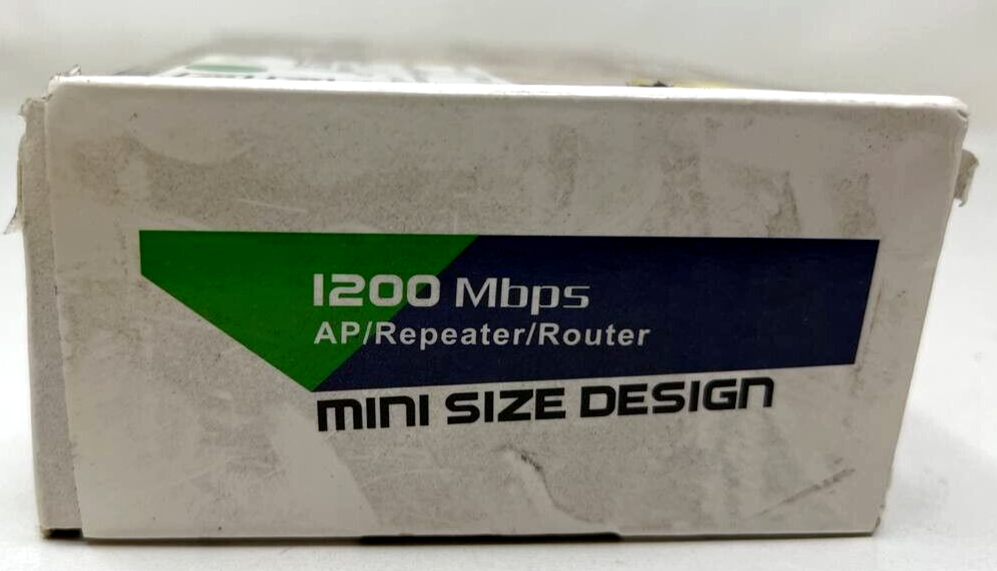 1200 Mbps
AP/Repeater/Router
MINI SIZE DESIGN